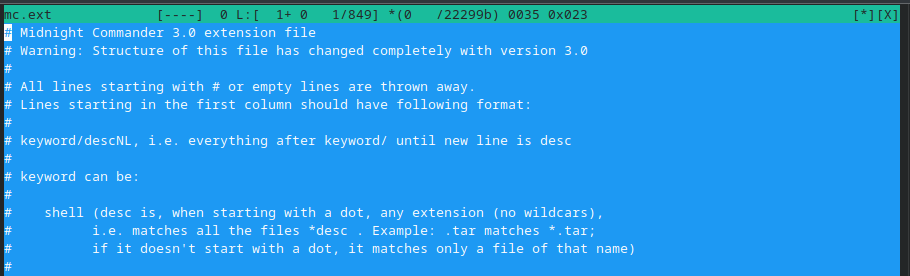 mc.ext [----] 0 L:[ 1+ 0 1/849] *(0 /22299b) 0035 0x023 [*][X]
# Midnight Commander 3.0 extension file
# Warning: Structure of this file has changed completely with version 3.0
#
# All lines starting with # or empty lines are thrown away.
# Lines starting in the first column should have following format:
#
# keyword/descNL, i.e. everything after keyword/ until new line is desc
#
# keyword can be:
#
# shell (desc is, when starting with a dot, any extension (no wildcars),
# i.e. matches all the files *desc . Example: .tar matches *.tar;
# if it doesn't start with a dot, it matches only a file of that name)
#